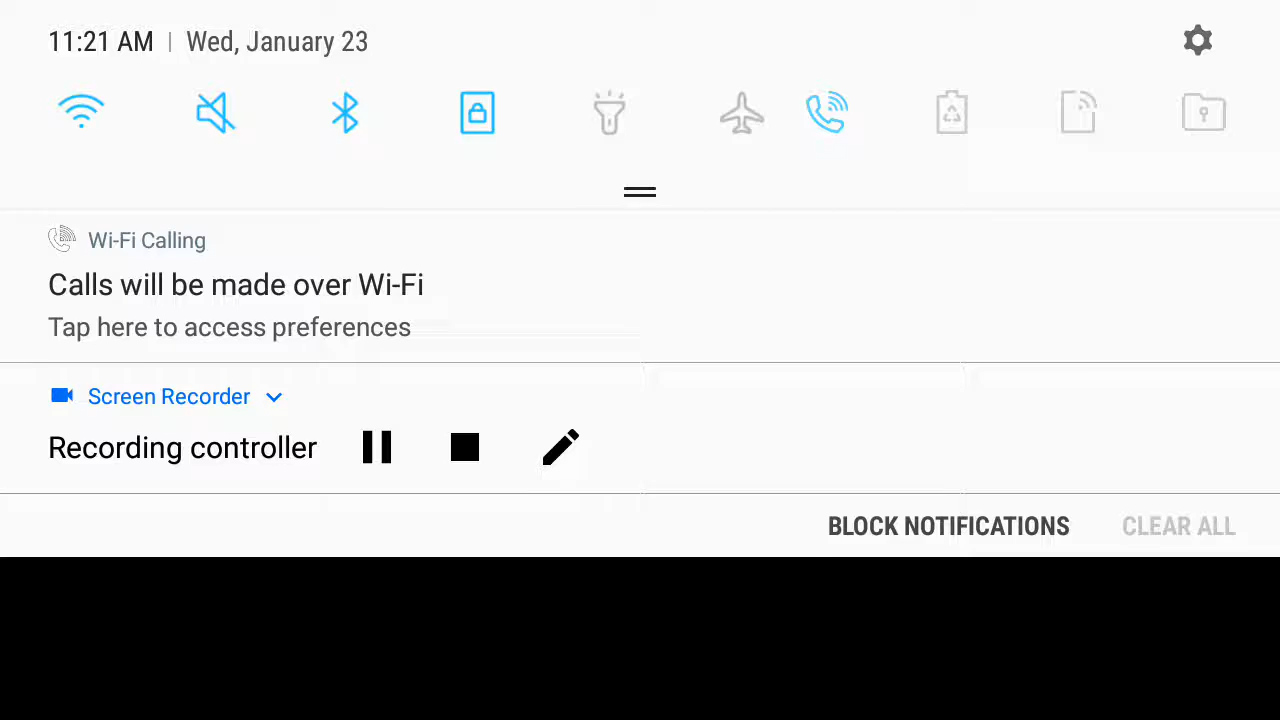 11:21 AM | Wed, January 23
Wi-Fi Calling
Calls will be made over Wi-Fi
Tap here to access preferences
Screen Recorder
Recording controller
BLOCK NOTIFICATIONS CLEAR ALL